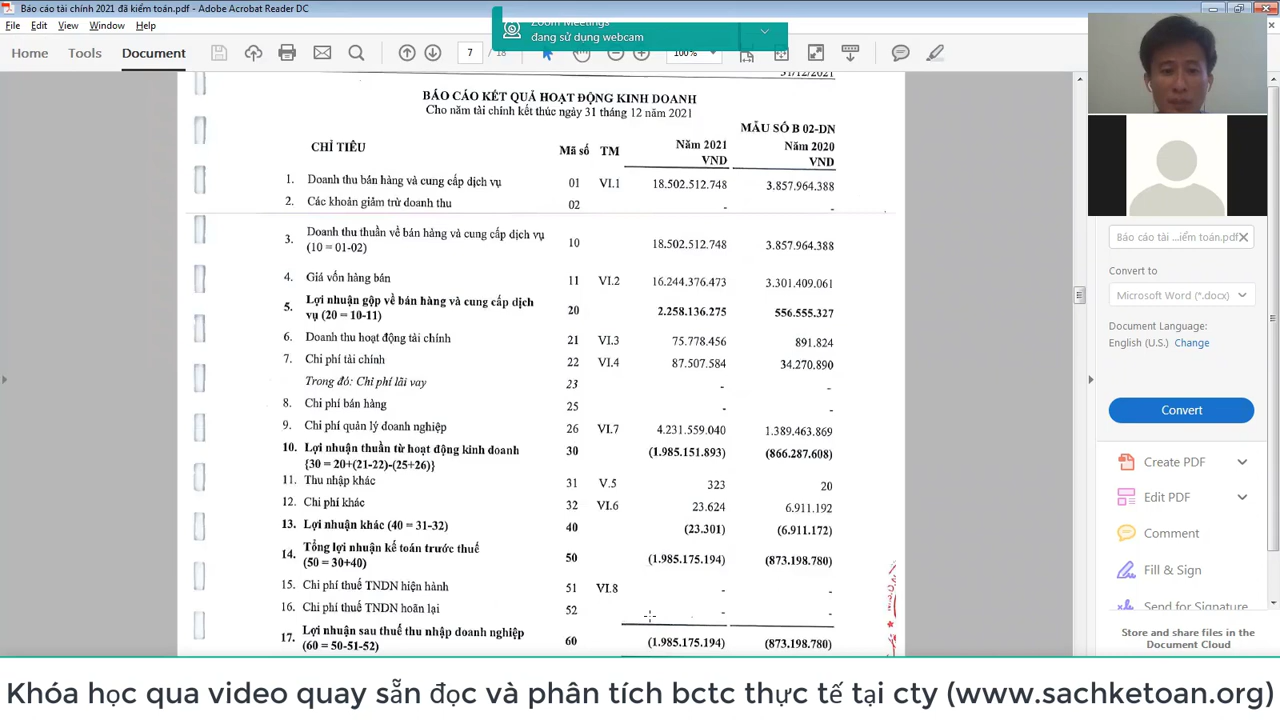 Báo cáo tài chính 2021 đã kiểm toán.pdf - Adobe Acrobat Reader DC
File Edit View Window Help
Zoom Meetings
đang sử dụng webcam
Home Tools Document 7 / 18 100%
31/12/2021
BÁO CÁO KẾT QUẢ HOẠT ĐỘNG KINH DOANH
Cho năm tài chính kết thúc ngày 31 tháng 12 năm 2021
MẪU SỐ B 02-DN
CHỈ TIÊU Mã số TM Năm 2021 Năm 2020
VND VND
1. Doanh thu bán hàng và cung cấp dịch vụ 01 VI.1 18.502.512.748 3.857.964.388
2. Các khoản giảm trừ doanh thu 02 - -
3. Doanh thu thuần về bán hàng và cung cấp dịch vụ
(10 = 01-02) 10 18.502.512.748 3.857.964.388
4. Giá vốn hàng bán 11 VI.2 16.244.376.473 3.301.409.061
5. Lợi nhuận gộp về bán hàng và cung cấp dịch
vụ (20 = 10-11) 20 2.258.136.275 556.555.327
6. Doanh thu hoạt động tài chính 21 VI.3 75.778.456 891.824
7. Chi phí tài chính 22 VI.4 87.507.584 34.270.890
Trong đó: Chi phí lãi vay 23 - -
8. Chi phí bán hàng 25 - -
9. Chi phí quản lý doanh nghiệp 26 VI.7 4.231.559.040 1.389.463.869
10. Lợi nhuận thuần từ hoạt động kinh doanh 30 (1.985.151.893) (866.287.608)
{30 = 20+(21-22)-(25+26)}
11. Thu nhập khác 31 V.5 323 20
12. Chi phí khác 32 VI.6 23.624 6.911.192
13. Lợi nhuận khác (40 = 31-32) 40 (23.301) (6.911.172)
14. Tổng lợi nhuận kế toán trước thuế
(50 = 30+40) 50 (1.985.175.194) (873.198.780)
15. Chi phí thuế TNDN hiện hành 51 VI.8 - -
16. Chi phí thuế TNDN hoãn lại 52 - -
17. Lợi nhuận sau thuế thu nhập doanh nghiệp
(60 = 50-51-52) 60 (1.985.175.194) (873.198.780)
Báo cáo tài ...iểm toán.pdf
Convert to
Microsoft Word (*.docx)
Document Language:
English (U.S.) Change
Convert
Create PDF
Edit PDF
Comment
Fill & Sign
Send for Signature
Store and share files in the
Document Cloud
Khóa học qua video quay sẵn đọc và phân tích bctc thực tế tại cty (www.sachketoan.org)